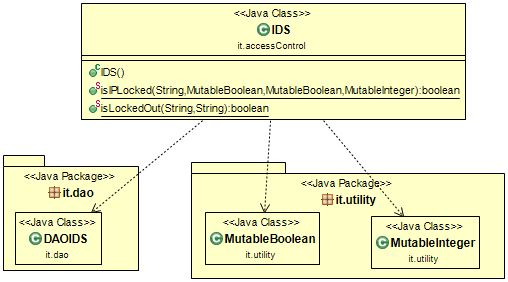 <<Java Class>>
IDS
it.accessControl
IDS()
isIPLocked(String,MutableBoolean,MutableBoolean,MutableInteger):boolean
isLockedOut(String,String):boolean
<<Java Package>>
it.dao
<<Java Class>>
DAOIDS
it.dao
<<Java Package>>
it.utility
<<Java Class>>
MutableBoolean
it.utility
<<Java Class>>
MutableInteger
it.utility